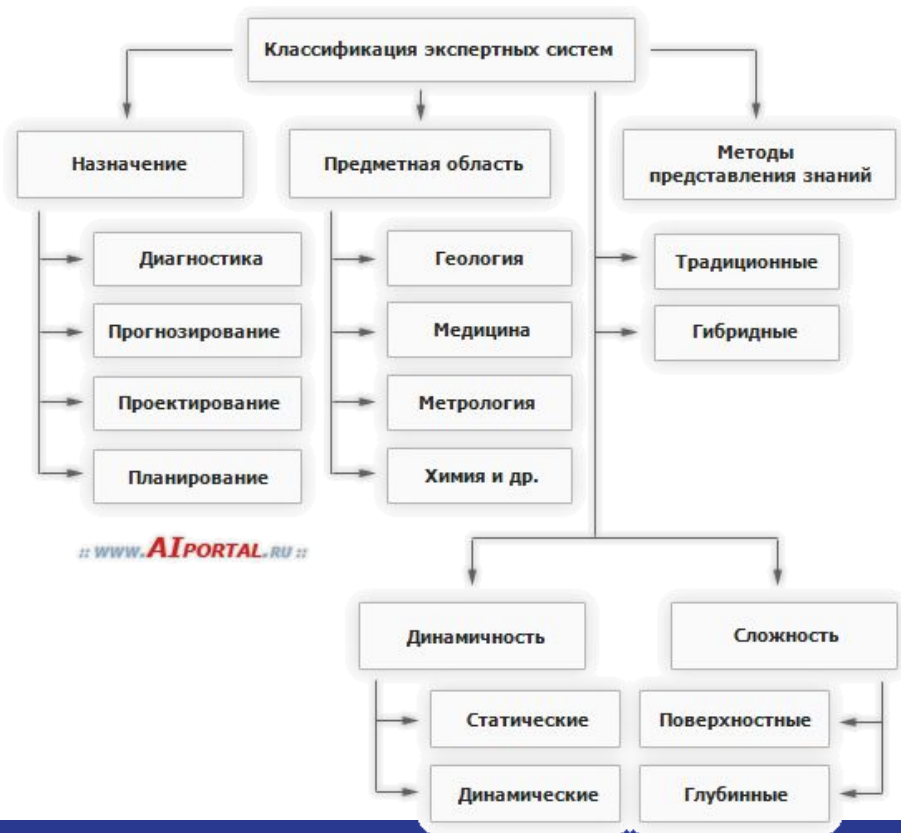 Классификация экспертных систем
Назначение
Предметная область
Методы
представления знаний
Диагностика
Прогнозирование
Проектирование
Планирование
Геология
Медицина
Метрология
Химия и др.
Традиционные
Гибридные
:: www.AIPORTAL.RU ::
Динамичность
Сложность
Статические
Динамические
Поверхностные
Глубинные